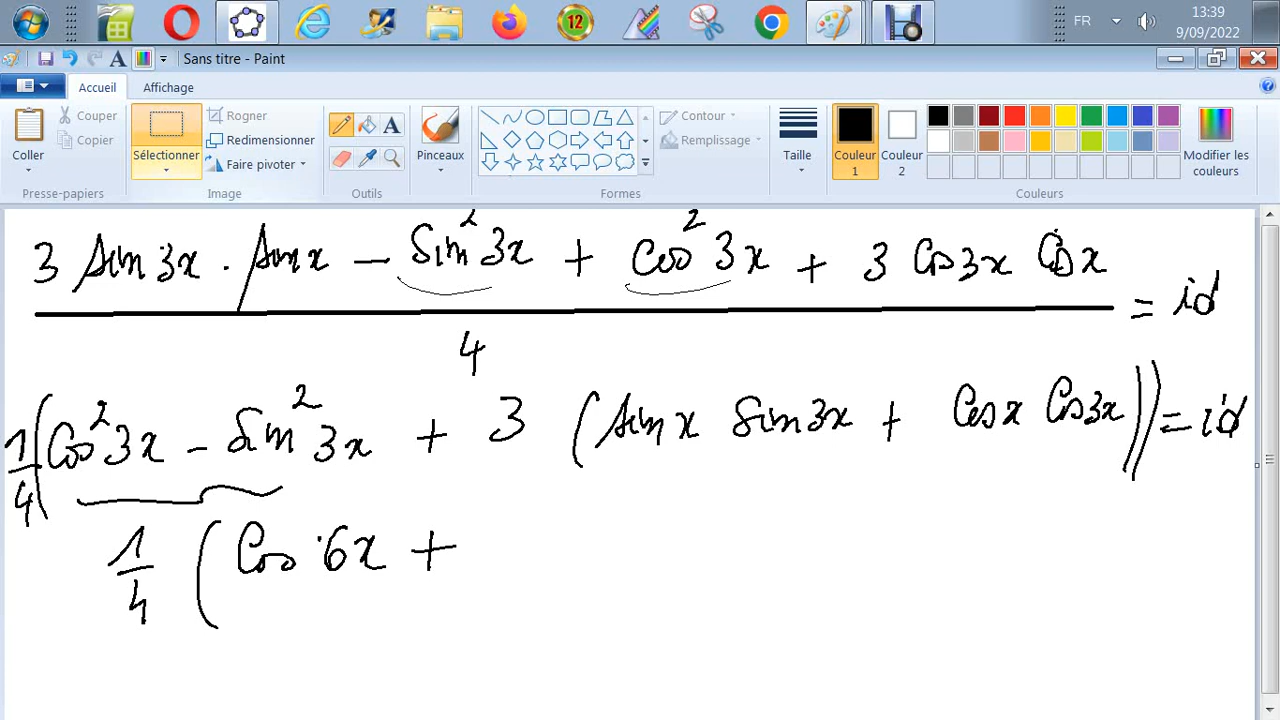 12
FR
13:39
9/09/2022
Sans titre - Paint
Accueil Affichage
Coller
Couper
Copier
Presse-papiers
Sélectionner
Rogner
Redimensionner
Faire pivoter
Image
A
Outils
Pinceaux
Contour
Remplissage
Formes
Taille
Couleur 1
Couleur 2
Modifier les couleurs
Couleurs
3 sin 3x . sin x - sin² 3x + cos² 3x + 3 cos 3x cos x
4
= id
1/4 (cos² 3x - sin² 3x + 3 (sin x sin 3x + cos x cos 3x)) = id
1/4 (cos 6x +